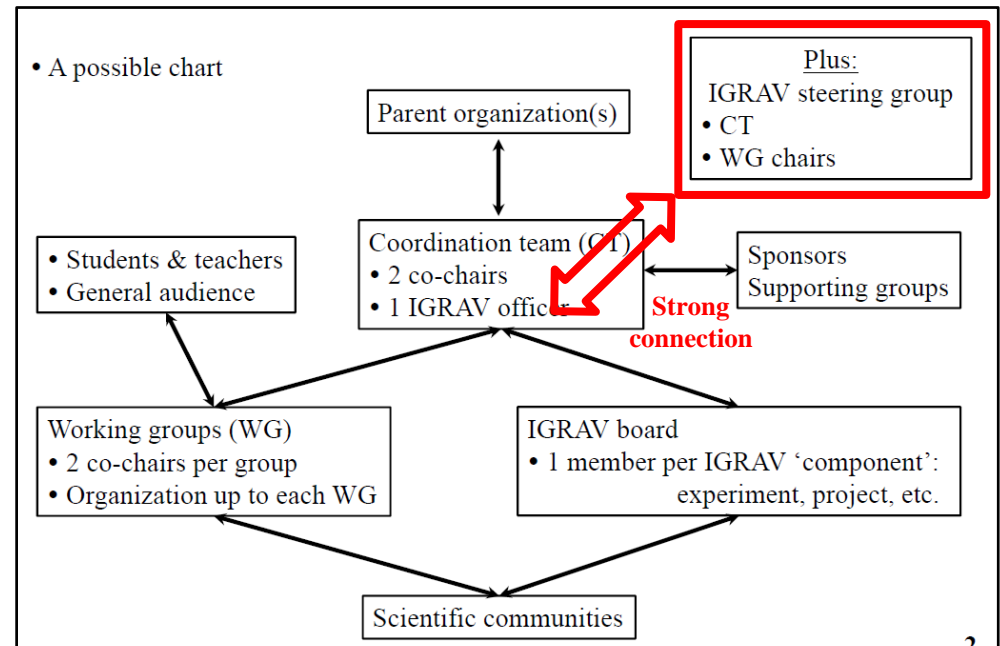 • A possible chart
Plus:
IGRAV steering group
• CT
• WG chairs
Parent organization(s)
Coordination team (CT)
• 2 co-chairs
• 1 IGRAV officer
• Students & teachers
• General audience
Sponsors
Supporting groups
Strong
connection
Working groups (WG)
• 2 co-chairs per group
• Organization up to each WG
IGRAV board
• 1 member per IGRAV ‘component’:
experiment, project, etc.
Scientific communities
2